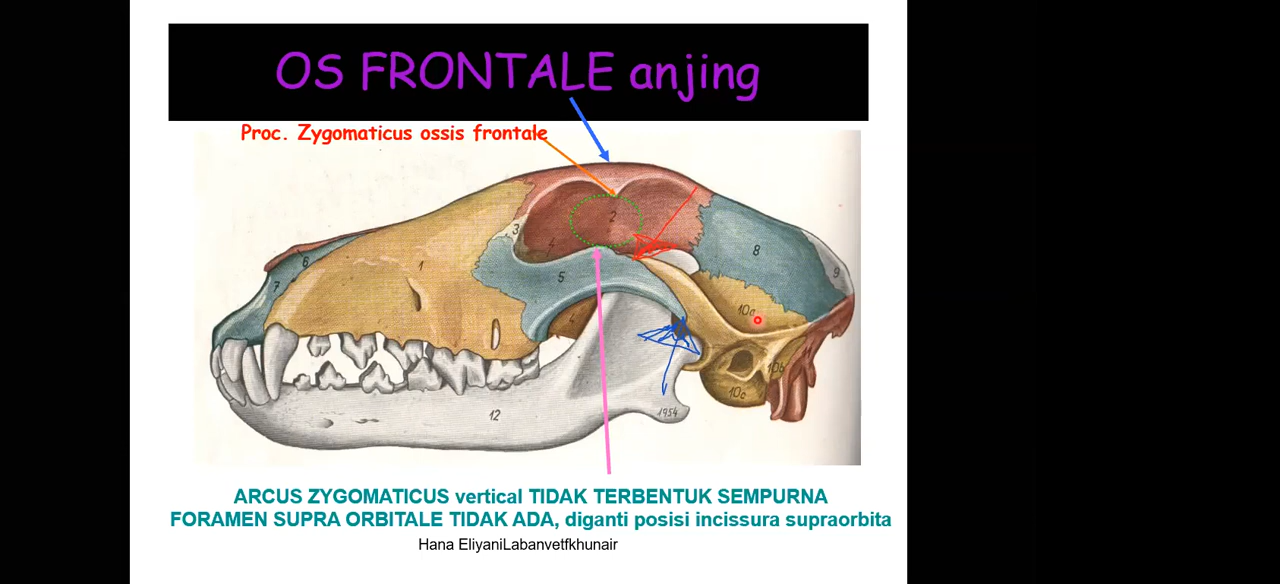 OS FRONTALE anjing
Proc. Zygomaticus ossis frontale
2
3
4
8
5
6
1
9
7
10a
4
10b
10c
12
1954
ARCUS ZYGOMATICUS vertical TIDAK TERBENTUK SEMPURNA
FORAMEN SUPRA ORBITALE TIDAK ADA, diganti posisi incissura supraorbita
Hana EliyaniLabanvetfkhunair